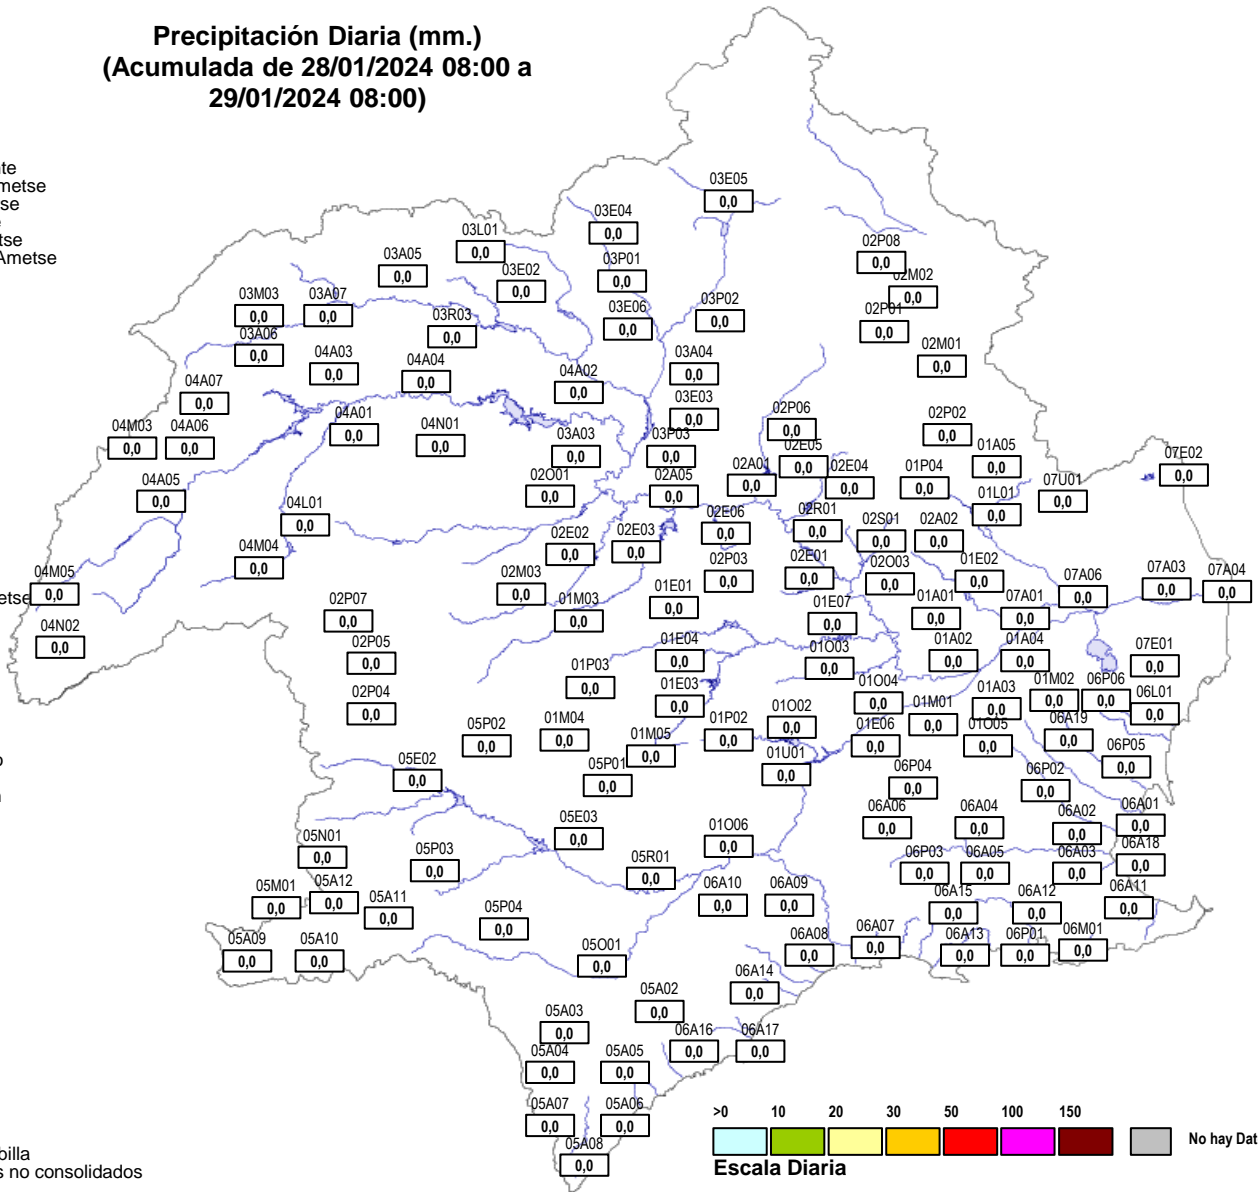 Precipitación Diaria (mm.)
(Acumulada de 28/01/2024 08:00 a
29/01/2024 08:00)
nte
metse
tse
e
tse
Ametse
03E05
0,0
03E04
0,0
03L01
0,0
03A05
0,0
03P01
0,0
03E02
0,0
02P08
0,0
02M02
0,0
03M03
0,0
03A07
0,0
03E06
0,0
03P02
0,0
02P01
0,0
03R03
0,0
03A06
0,0
04A03
0,0
04A04
0,0
04A02
0,0
03A04
0,0
02M01
0,0
04A07
0,0
03E03
0,0
04A01
0,0
04M03
0,0
04A06
0,0
04N01
0,0
02P06
0,0
02P02
0,0
03A03
0,0
03P03
0,0
02E05
0,0
01A05
0,0
07E02
0,0
04A05
0,0
02O01
0,0
02A05
0,0
02A01
0,0
02E04
0,0
01P04
0,0
07U01
0,0
01L01
0,0
04L01
0,0
02E06
0,0
02R01
0,0
02S01
0,0
02A02
0,0
02E02
0,0
02E03
0,0
04M04
0,0
02P03
0,0
02E01
0,0
02O03
0,0
01E02
0,0
04M05
0,0
etse
02M03
0,0
07A06
0,0
07A03
0,0
07A04
0,0
02P07
0,0
01M03
0,0
01E01
0,0
01E07
0,0
01A01
0,0
07A01
0,0
04N02
0,0
02P05
0,0
01E04
0,0
01O03
0,0
01A02
0,0
01A04
0,0
07E01
0,0
01P03
0,0
02P04
0,0
01E03
0,0
01O04
0,0
01A03
0,0
01M02
0,0
06P06
0,0
06L01
0,0
05P02
0,0
01M04
0,0
01P02
0,0
01O02
0,0
01M01
0,0
01E06
0,0
01O05
0,0
06A19
0,0
o
01M05
0,0
05E02
0,0
05P01
0,0
01U01
0,0
06P04
0,0
06P02
0,0
06P05
0,0
05E03
0,0
01O06
0,0
06A06
0,0
06A04
0,0
06A02
0,0
06A01
0,0
05N01
0,0
05P03
0,0
05R01
0,0
06P03
0,0
06A05
0,0
06A03
0,0
06A18
0,0
05M01
0,0
05A12
0,0
05A11
0,0
06A10
0,0
06A09
0,0
06A15
0,0
06A12
0,0
06A11
0,0
05P04
0,0
05A09
0,0
05A10
0,0
05O01
0,0
06A08
0,0
06A07
0,0
06A13
0,0
06P01
0,0
06M01
0,0
06A14
0,0
05A02
0,0
05A03
0,0
06A16
0,0
06A17
0,0
05A04
0,0
05A05
0,0
05A07
0,0
05A06
0,0
05A08
0,0
>0 10 20 30 50 100 150
No hay Dat
Escala Diaria
billa
s no consolidados